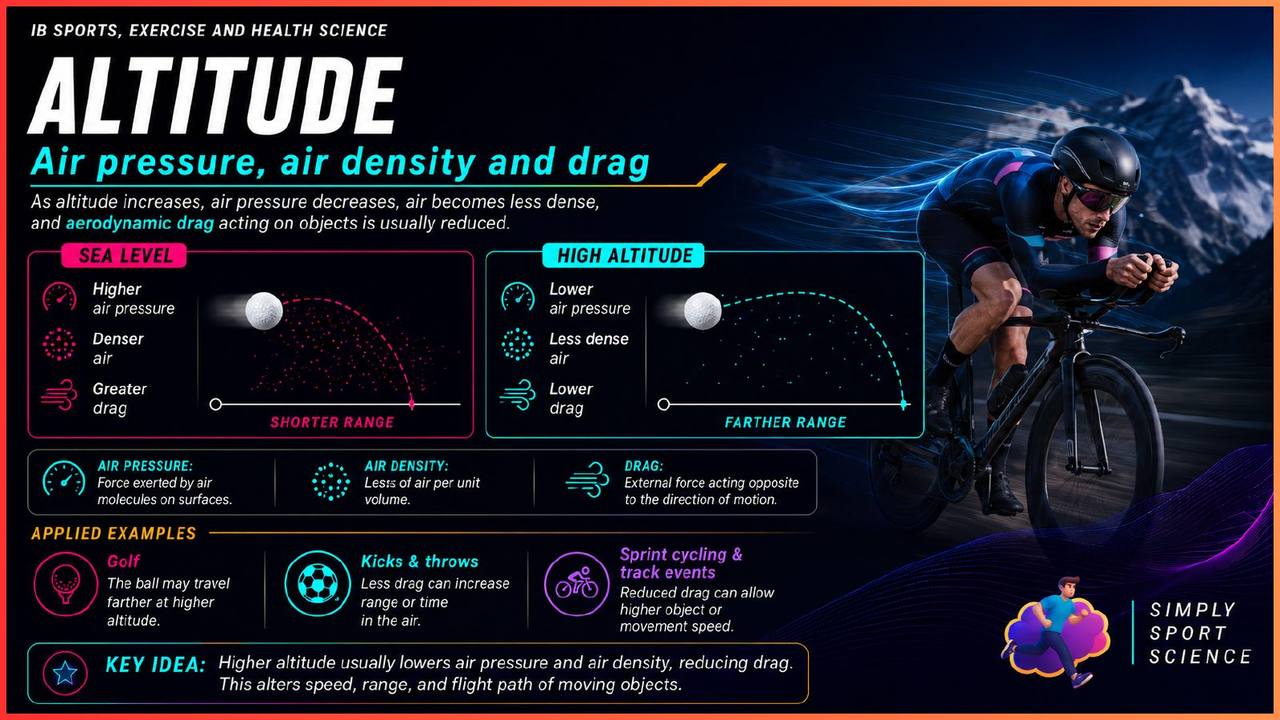 IB SPORTS, EXERCISE AND HEALTH SCIENCE
ALTITUDE
Air pressure, air density and drag
As altitude increases, air pressure decreases, air becomes less dense,
and aerodynamic drag acting on objects is usually reduced.
SEA LEVEL
Higher
air pressure
Denser
air
Greater
drag
SHORTER RANGE
HIGH ALTITUDE
Lower
air pressure
Less dense
air
Lower
drag
FARTHER RANGE
AIR PRESSURE:
Force exerted by air
molecules on surfaces.
AIR DENSITY:
Less of air per unit
volume.
DRAG:
External force acting opposite
to the direction of motion.
APPLIED EXAMPLES
Golf
The ball may travel
farther at higher
altitude.
Kicks & throws
Less drag can increase
range or time
in the air.
Sprint cycling &
track events
Reduced drag can allow
higher object or
movement speed.
KEY IDEA: Higher altitude usually lowers air pressure and air density, reducing drag.
This alters speed, range, and flight path of moving objects.
SIMPLY
SPORT
SCIENCE